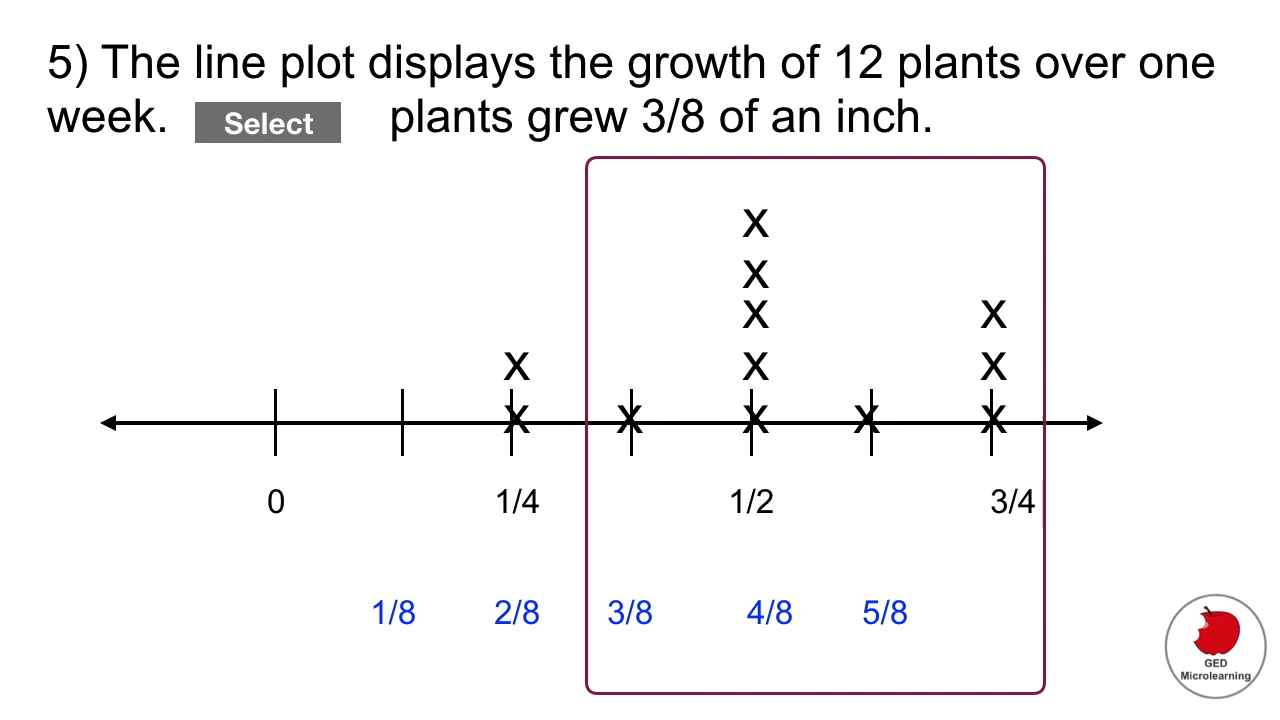 5) The line plot displays the growth of 12 plants over one
week. Select plants grew 3/8 of an inch.
X
X
X X
X X X
X X X X X
0 1/4 1/2 3/4
1/8 2/8 3/8 4/8 5/8
GED
Microlearning